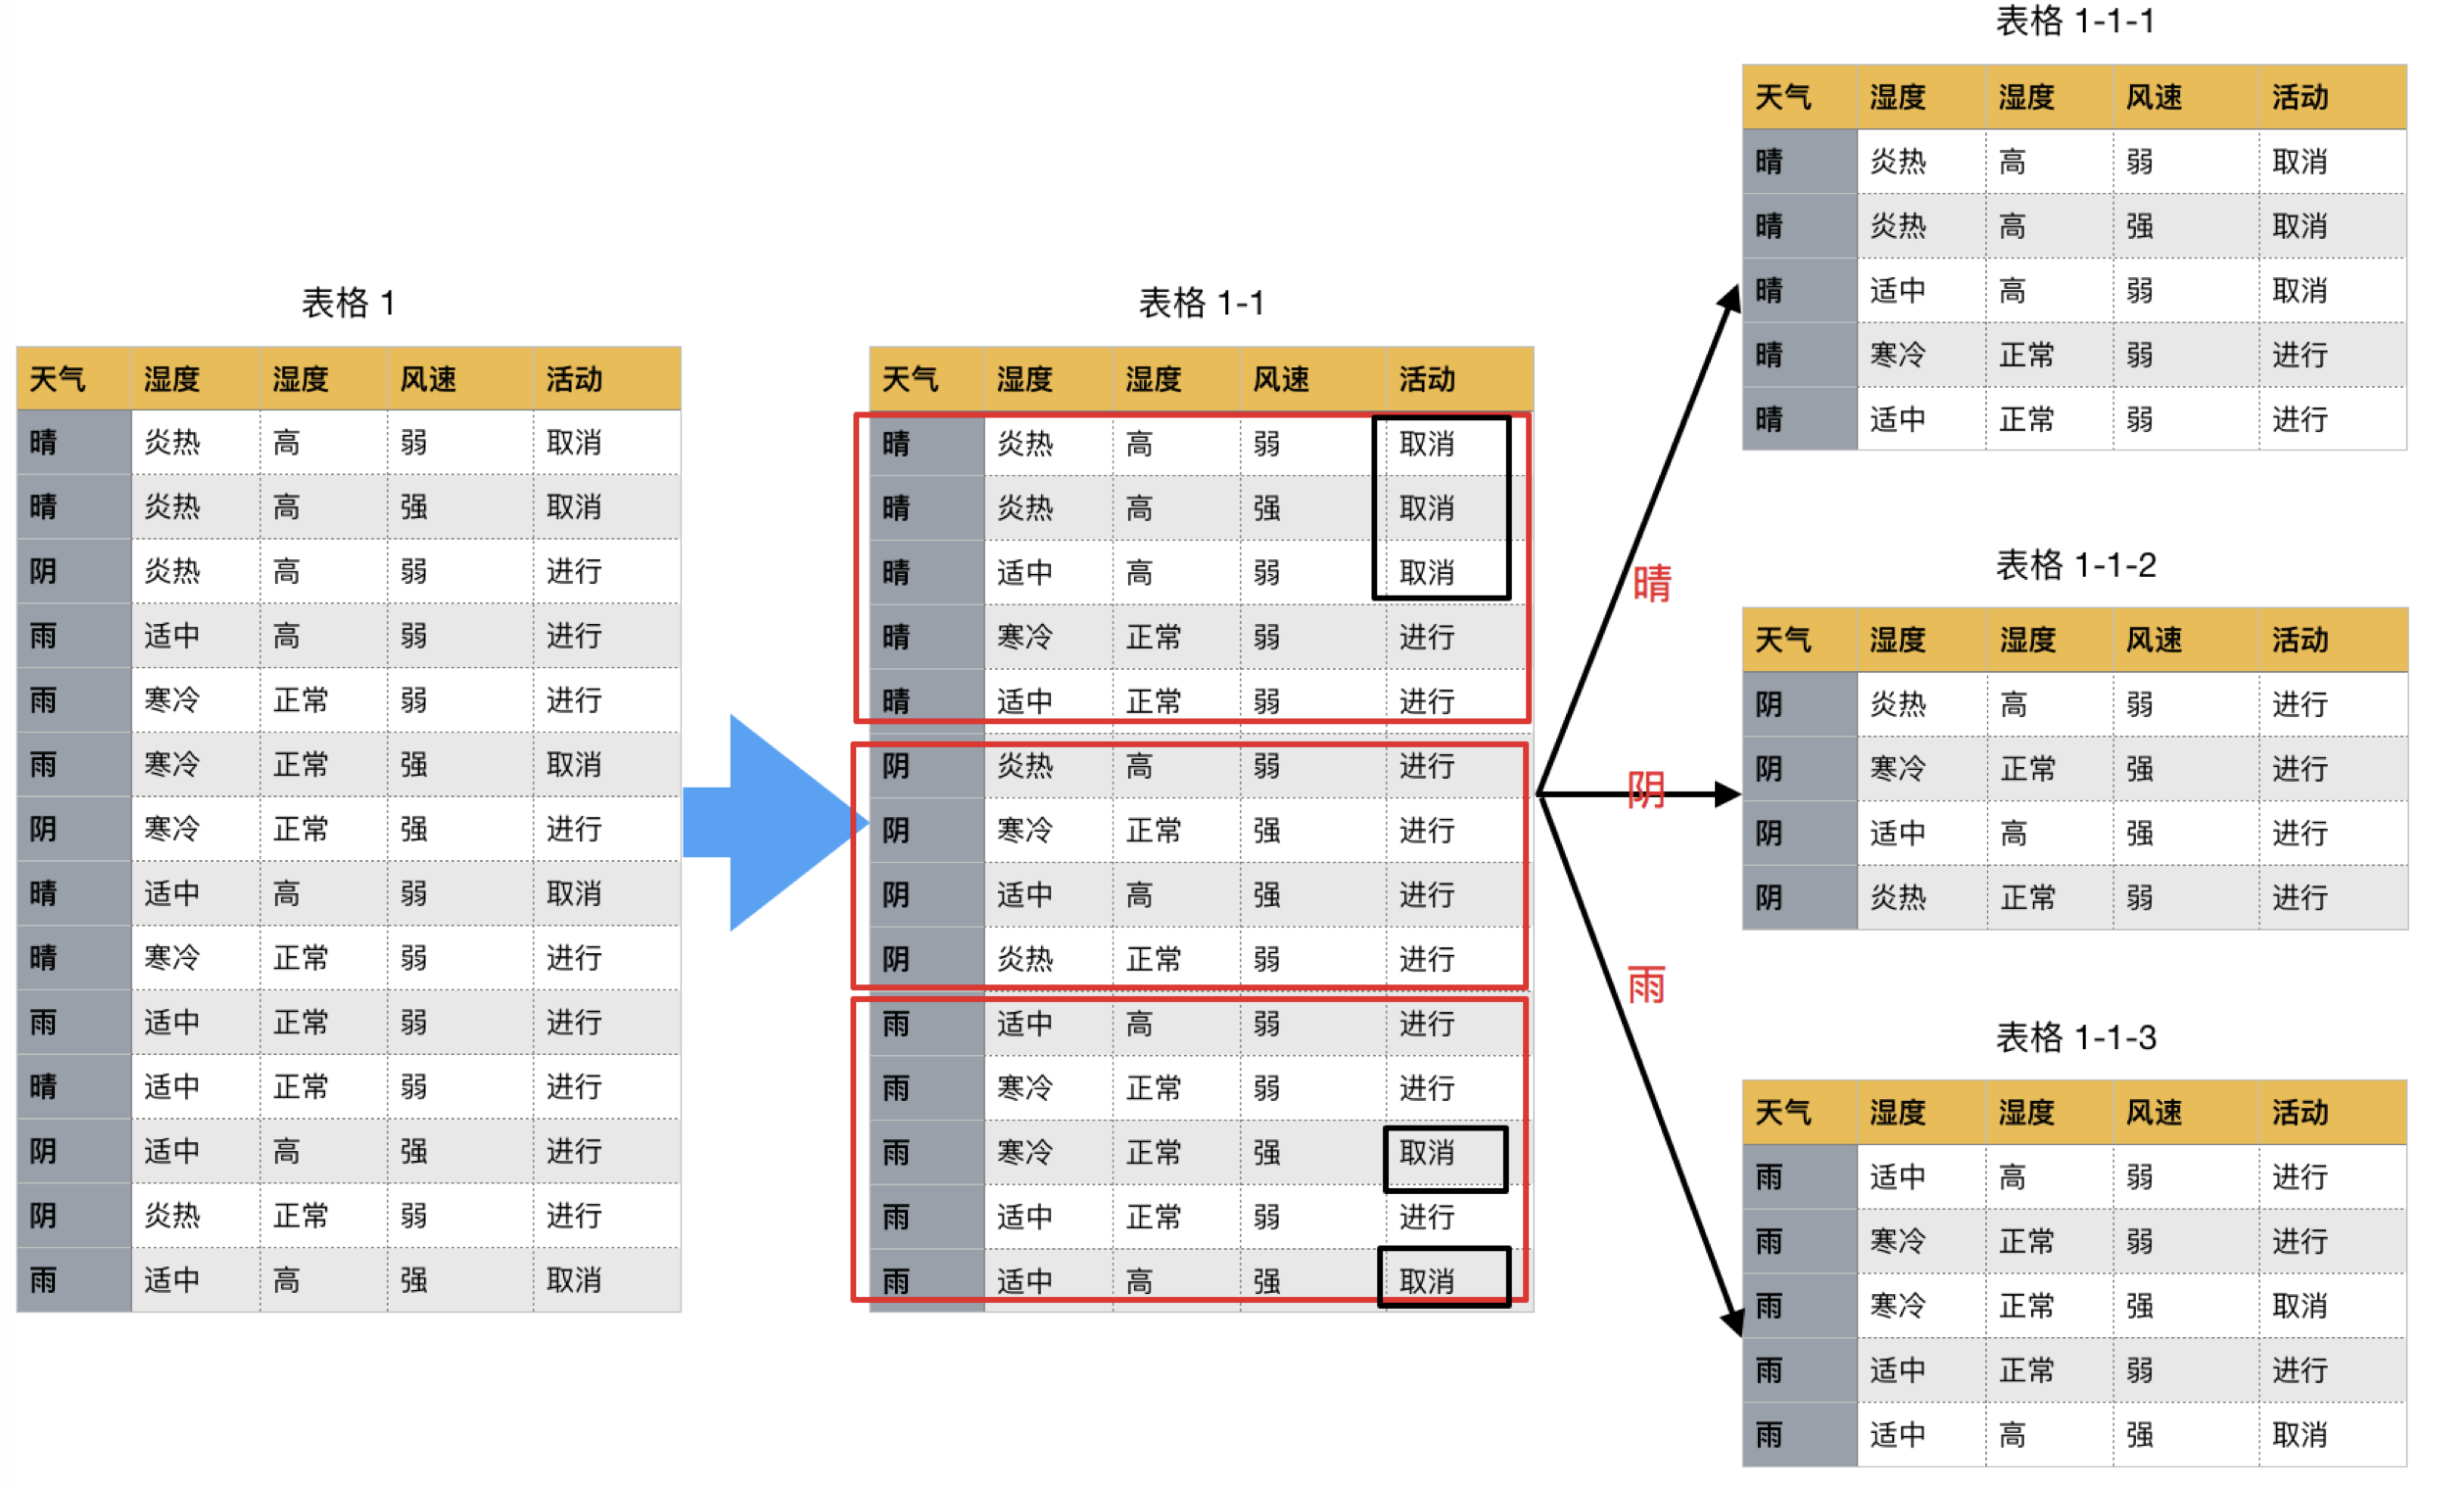 表格 1
天气 湿度 湿度 风速 活动
晴 炎热 高 弱 取消
晴 炎热 高 强 取消
阴 炎热 高 弱 进行
雨 适中 高 弱 进行
雨 寒冷 正常 弱 进行
雨 寒冷 正常 强 取消
阴 寒冷 正常 强 进行
晴 适中 高 弱 取消
晴 寒冷 正常 弱 进行
雨 适中 正常 弱 进行
晴 适中 正常 弱 进行
阴 适中 高 强 进行
阴 炎热 正常 弱 进行
雨 适中 高 强 取消
表格 1-1
天气 湿度 湿度 风速 活动
晴 炎热 高 弱 取消
晴 炎热 高 强 取消
晴 适中 高 弱 取消
晴 寒冷 正常 弱 进行
晴 适中 正常 弱 进行
阴 炎热 高 弱 进行
阴 寒冷 正常 强 进行
阴 适中 高 强 进行
阴 炎热 正常 弱 进行
雨 适中 高 弱 进行
雨 寒冷 正常 弱 进行
雨 寒冷 正常 强 取消
雨 适中 正常 弱 进行
雨 适中 高 强 取消
晴
阴
雨
表格 1-1-1
天气 湿度 湿度 风速 活动
晴 炎热 高 弱 取消
晴 炎热 高 强 取消
晴 适中 高 弱 取消
晴 寒冷 正常 弱 进行
晴 适中 正常 弱 进行
表格 1-1-2
天气 湿度 湿度 风速 活动
阴 炎热 高 弱 进行
阴 寒冷 正常 强 进行
阴 适中 高 强 进行
阴 炎热 正常 弱 进行
表格 1-1-3
天气 湿度 湿度 风速 活动
雨 适中 高 弱 进行
雨 寒冷 正常 弱 进行
雨 寒冷 正常 强 取消
雨 适中 正常 弱 进行
雨 适中 高 强 取消